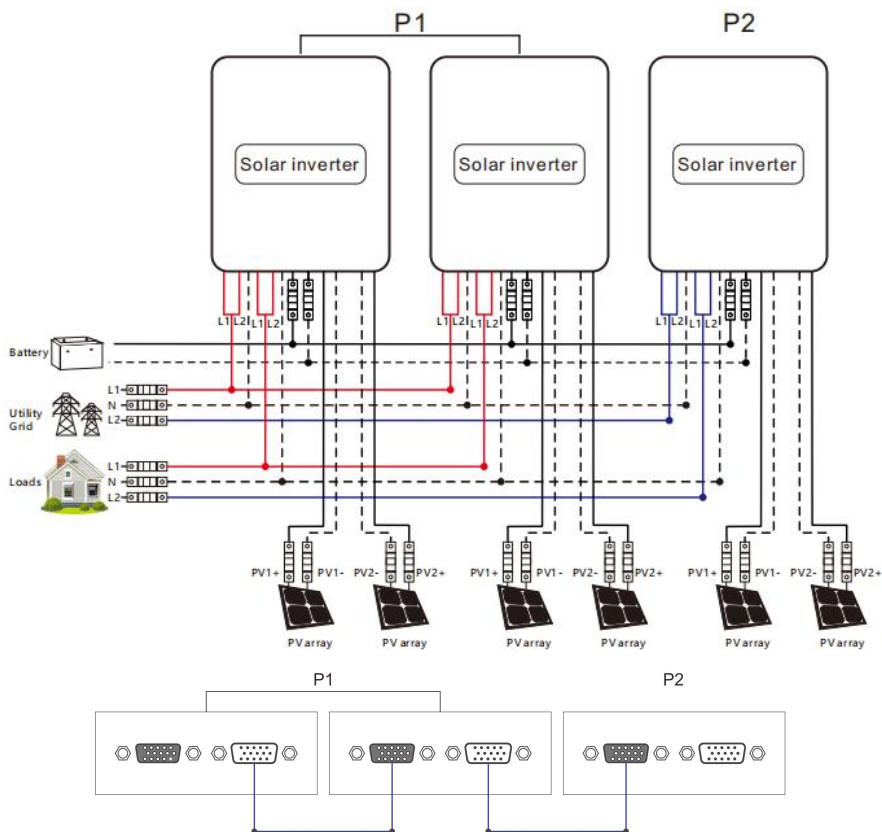 P1 P2
Solar inverter Solar inverter Solar inverter
L1 L2 L1 L2 L1 L2 L1 L2 L1 L2 L1 L2
Battery
L1
Utility Grid
N
L2
L1
Loads
N
L2
PV1+ PV1- PV2- PV2+ PV1+ PV1- PV2- PV2+ PV1+ PV1- PV2- PV2+
PV array PV array PV array PV array PV array PV array
P1 P2